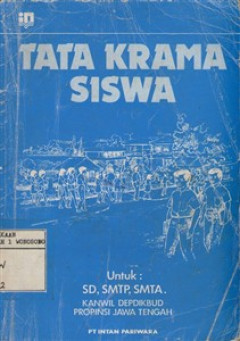 TATA KRAMA
SISWA
Untuk :
SD, SMTP, SMTA.
KANWIL DEPDIKBUD
PROPINSI JAWA TENGAH
PT INTAN PARIWARA